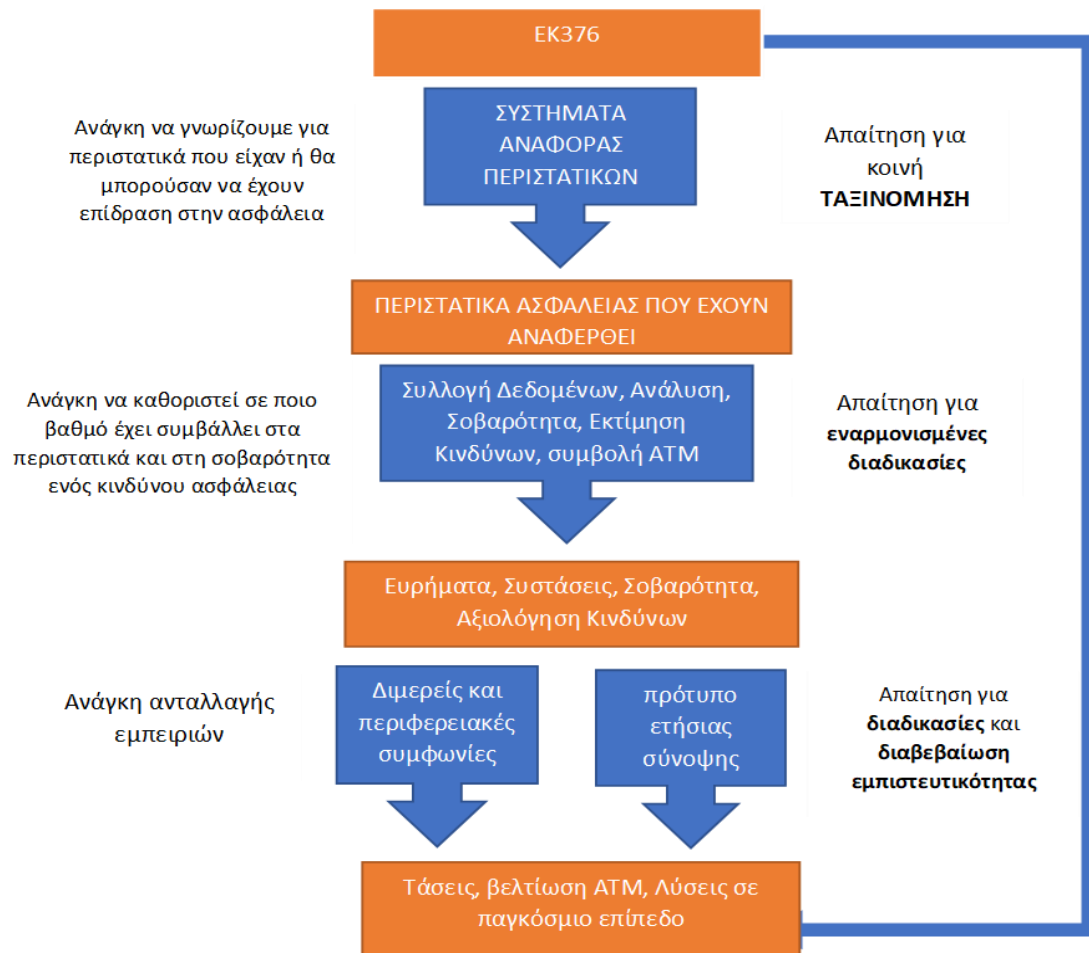 ΕΚ376
Ανάγκη να γνωρίζουμε για
περιστατικά που είχαν ή θα
μπορούσαν να έχουν
επίδραση στην ασφάλεια
ΣΥΣΤΗΜΑΤΑ
ΑΝΑΦΟΡΑΣ
ΠΕΡΙΣΤΑΤΙΚΩΝ
Απαίτηση για
κοινή
ΤΑΞΙΝΟΜΗΣΗ
ΠΕΡΙΣΤΑΤΙΚΑ ΑΣΦΑΛΕΙΑΣ ΠΟΥ ΕΧΟΥΝ
ΑΝΑΦΕΡΘΕΙ
Ανάγκη να καθοριστεί σε ποιο
βαθμό έχει συμβάλλει στα
περιστατικά και στη σοβαρότητα
ενός κινδύνου ασφάλειας
Συλλογή Δεδομένων, Ανάλυση,
Σοβαρότητα, Εκτίμηση
Κινδύνων, συμβολή ATM
Απαίτηση για
εναρμονισμένες
διαδικασίες
Ευρήματα, Συστάσεις, Σοβαρότητα,
Αξιολόγηση Κινδύνων
Ανάγκη ανταλλαγής
εμπειριών
Διμερείς και
περιφερειακές
συμφωνίες
πρότυπο
ετήσιας
σύνοψης
Απαίτηση για
διαδικασίες και
διαβεβαίωση
εμπιστευτικότητας
Τάσεις, βελτίωση ATM, Λύσεις σε
παγκόσμιο επίπεδο